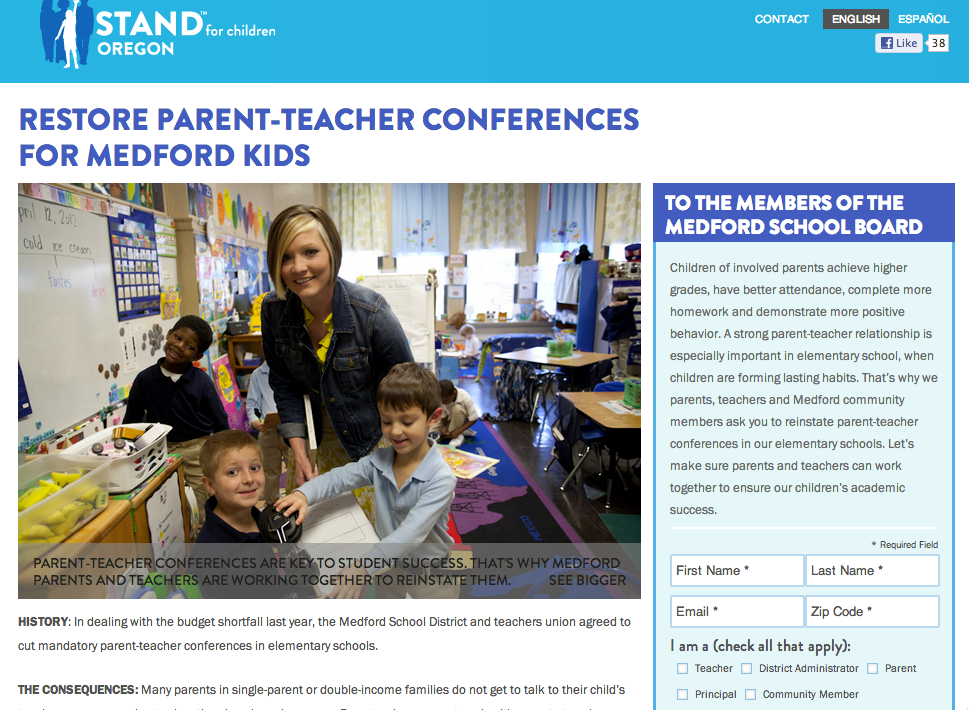 STAND™ for children
OREGON
CONTACT ENGLISH ESPAÑOL
Like 38
RESTORE PARENT-TEACHER CONFERENCES
FOR MEDFORD KIDS
April 12, 2012
cold ice cream
tastes
PARENT-TEACHER CONFERENCES ARE KEY TO STUDENT SUCCESS. THAT'S WHY MEDFORD
PARENTS AND TEACHERS ARE WORKING TOGETHER TO REINSTATE THEM. SEE BIGGER
HISTORY: In dealing with the budget shortfall last year, the Medford School District and teachers union agreed to
cut mandatory parent-teacher conferences in elementary schools.
THE CONSEQUENCES: Many parents in single-parent or double-income families do not get to talk to their child's
TO THE MEMBERS OF THE
MEDFORD SCHOOL BOARD
Children of involved parents achieve higher
grades, have better attendance, complete more
homework and demonstrate more positive
behavior. A strong parent-teacher relationship is
especially important in elementary school, when
children are forming lasting habits. That's why we
parents, teachers and Medford community
members ask you to reinstate parent-teacher
conferences in our elementary schools. Let's
make sure parents and teachers can work
together to ensure our children's academic
success.
* Required Field
First Name * Last Name *
Email * Zip Code *
I am a (check all that apply):
Teacher District Administrator Parent
Principal Community Member